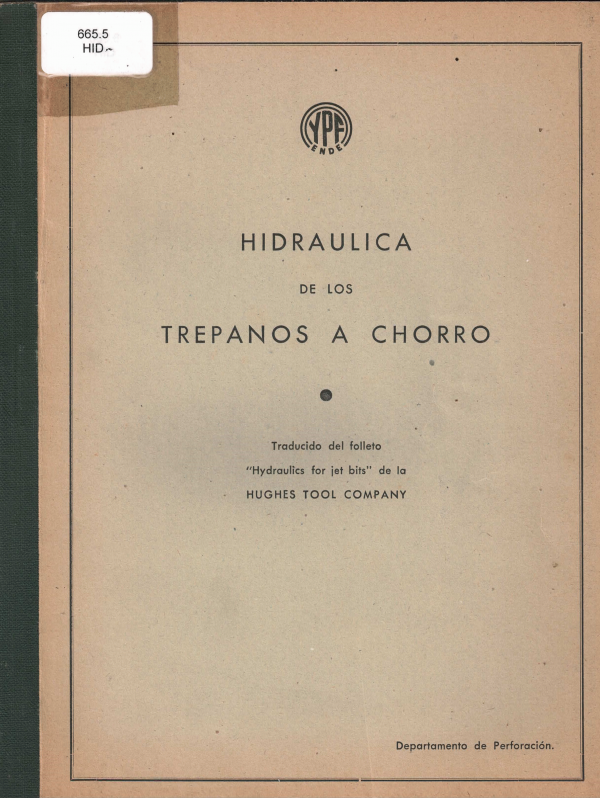 665.5
HID
YPF
ENDE
HIDRAULICA
DE LOS
TREPANOS A CHORRO
Traducido del folleto
"Hydraulics for jet bits" de la
HUGHES TOOL COMPANY
Departamento de Perforación.